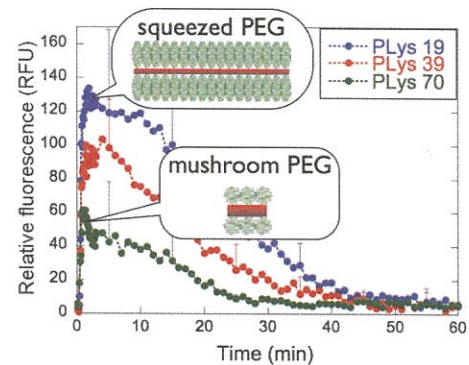 squeezed PEG
PLys 19
PLys 39
PLys 70
mushroom PEG
Relative fluorescence (RFU)
160
140
120
100
80
60
40
20
0
0 10 20 30 40 50 60
Time (min)